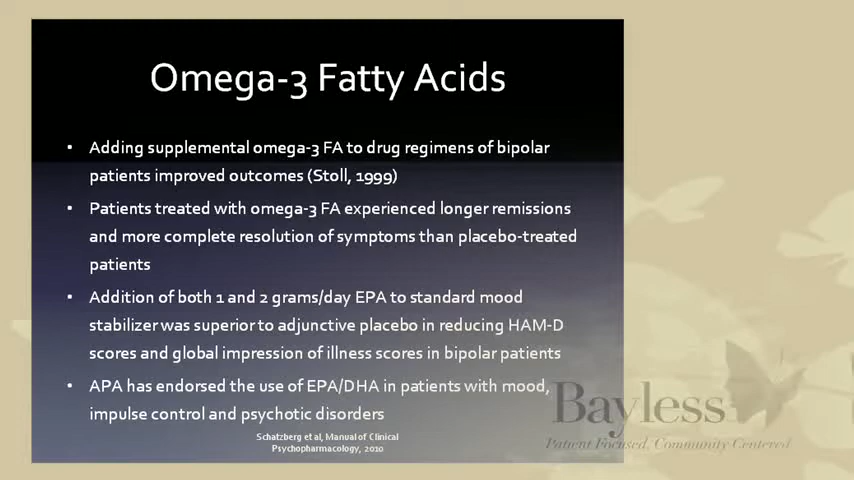 Omega-3 Fatty Acids
• Adding supplemental omega-3 FA to drug regimens of bipolar
patients improved outcomes (Stoll, 1999)
• Patients treated with omega-3 FA experienced longer remissions
and more complete resolution of symptoms than placebo-treated
patients
• Addition of both 1 and 2 grams/day EPA to standard mood
stabilizer was superior to adjunctive placebo in reducing HAM-D
scores and global impression of illness scores in bipolar patients
• APA has endorsed the use of EPA/DHA in patients with mood,
impulse control and psychotic disorders
Schatzberg et al, Manual of Clinical
Psychopharmacology, 2010
Bayless
Patient Focused, Community Centered